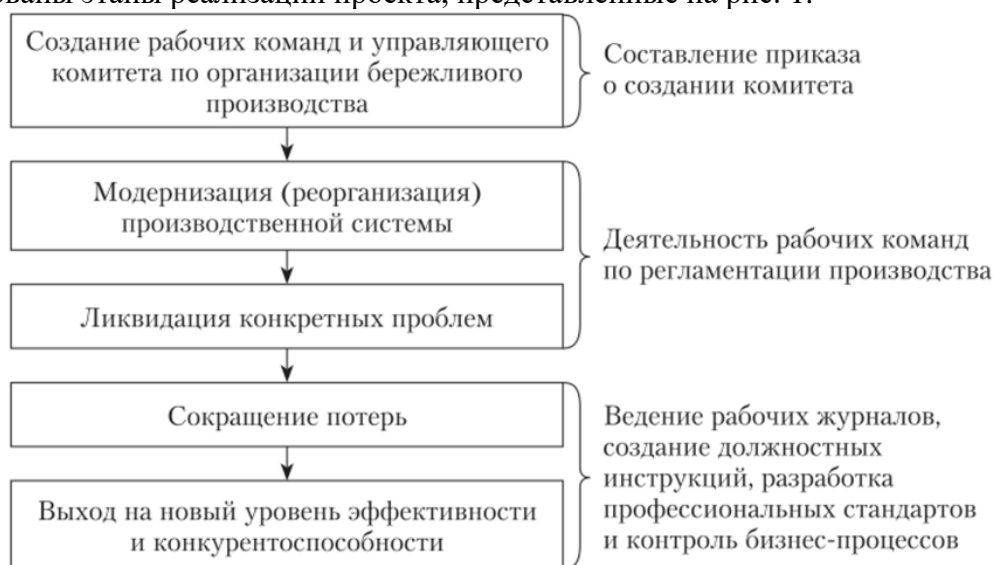 ованы этапы реализации проекта, представленные на рис. 1.
Создание рабочих команд и управляющего
комитета по организации бережливого
производства
Составление приказа
о создании комитета
Модернизация (реорганизация)
производственной системы
Ликвидация конкретных проблем
Деятельность рабочих команд
по регламентации производства
Сокращение потерь
Выход на новый уровень эффективности
и конкурентоспособности
Ведение рабочих журналов,
создание должностных
инструкций, разработка
профессиональных стандартов
и контроль бизнес-процессов